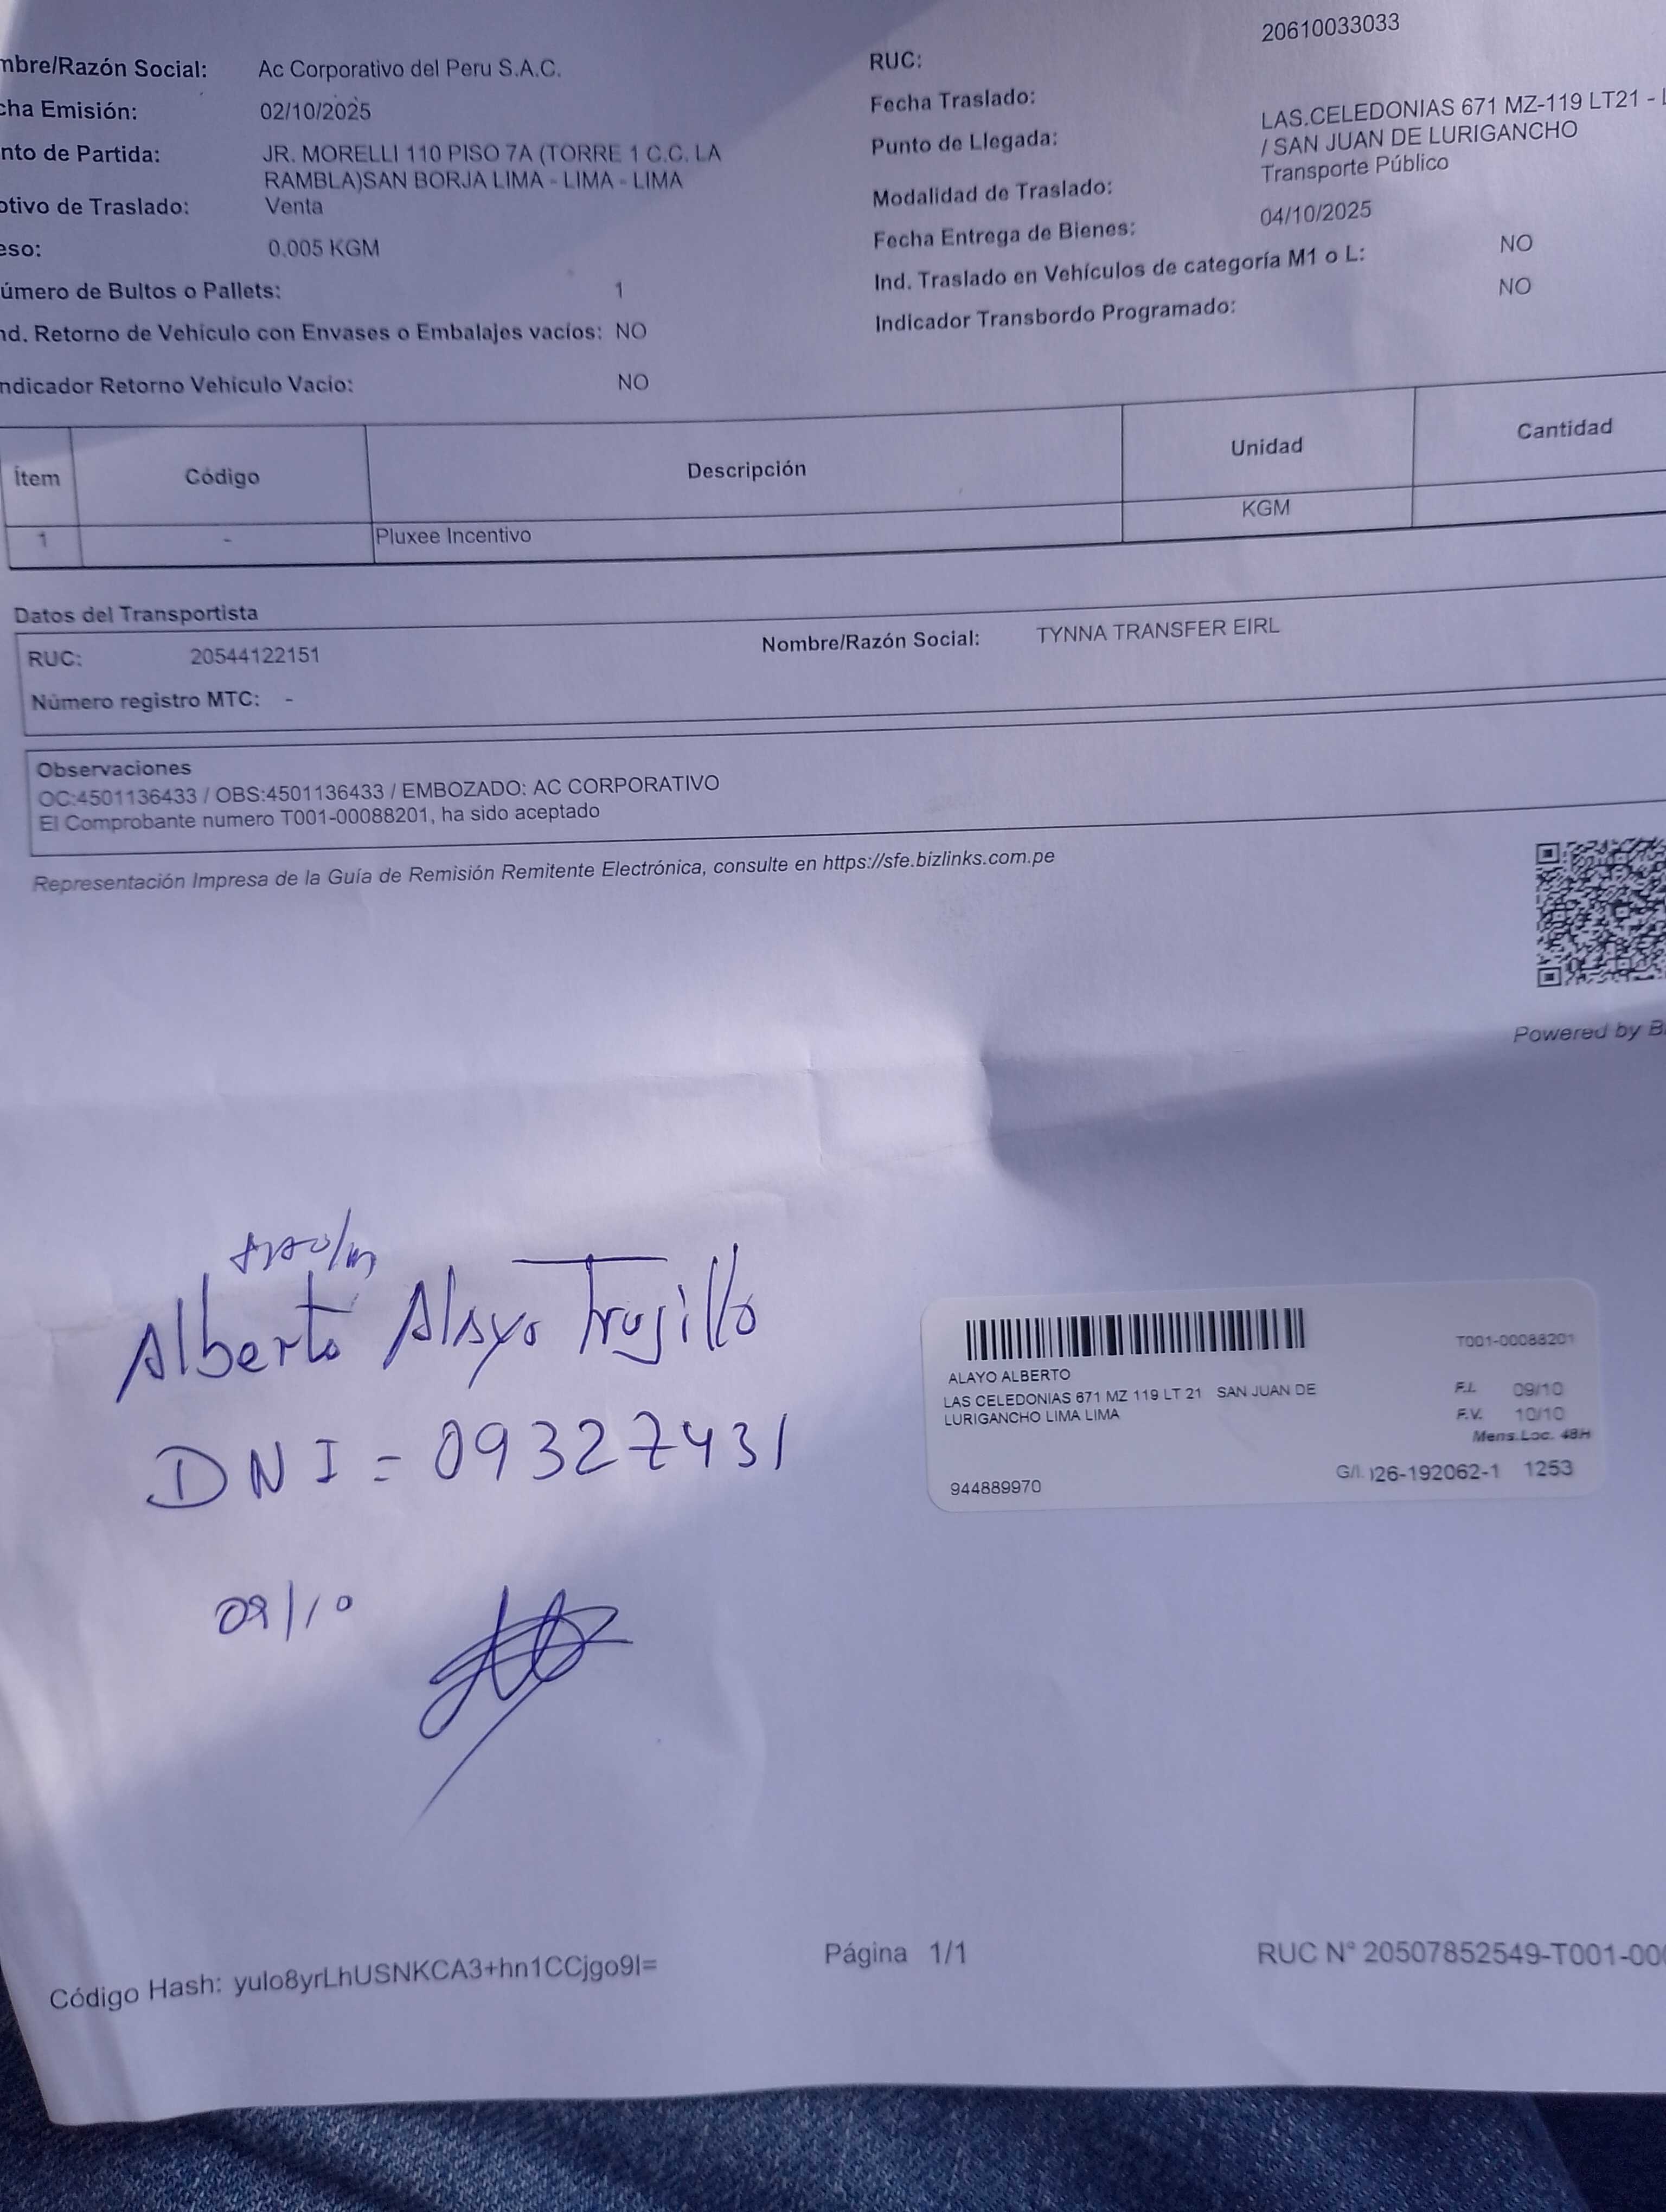 mbre/Razón Social: Ac Corporativo del Peru S.A.C.
cha Emisión: 02/10/2025
nto de Partida: JR. MORELLI 110 PISO 7A (TORRE 1 C.C. LA
RAMBLA)SAN BORJA LIMA - LIMA - LIMA
otivo de Traslado: Venta
eso: 0.005 KGM
úmero de Bultos o Pallets: 1
nd. Retorno de Vehículo con Envases o Embalajes vacíos: NO
ndicador Retorno Vehículo Vacío: NO
RUC: 20610033033
Fecha Traslado:
Punto de Llegada: LAS.CELEDONIAS 671 MZ-119 LT21 -
/ SAN JUAN DE LURIGANCHO
Modalidad de Traslado: Transporte Público
Fecha Entrega de Bienes: 04/10/2025
Ind. Traslado en Vehículos de categoría M1 o L: NO
Indicador Transbordo Programado: NO
Ítem Código Descripción Unidad Cantidad
1 - Pluxee Incentivo KGM
Datos del Transportista
RUC: 20544122151 Nombre/Razón Social: TYNNA TRANSFER EIRL
Número registro MTC: -
Observaciones
OC:4501136433 / OBS:4501136433 / EMBOZADO: AC CORPORATIVO
El Comprobante numero T001-00088201, ha sido aceptado
Representación Impresa de la Guía de Remisión Remitente Electrónica, consulte en https://sfe.bizlinks.com.pe
Powered by B
Alberto Alayo Trujillo
DNI = 09327431
09/10
T001-00088201
ALAYO ALBERTO
LAS CELEDONIAS 671 MZ 119 LT 21 SAN JUAN DE
LURIGANCHO LIMA LIMA
F.I. 09/10
F.V. 10/10
Mens.Loc. 48H
944889970
G/I. )26-192062-1 1253
Código Hash: yulo8yrLhUSNKCA3+hn1CCjgo9I=
Página 1/1
RUC N° 20507852549-T001-00